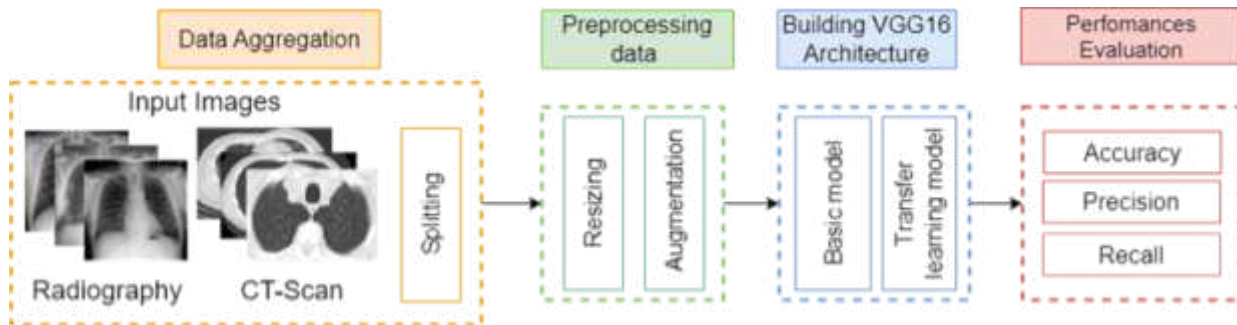 Data Aggregation
Input Images
Radiography
CT-Scan
Splitting
Preprocessing
data
Resizing
Augmentation
Building VGG16
Architecture
Basic model
Transfer
learning model
Perfomances
Evaluation
Accuracy
Precision
Recall